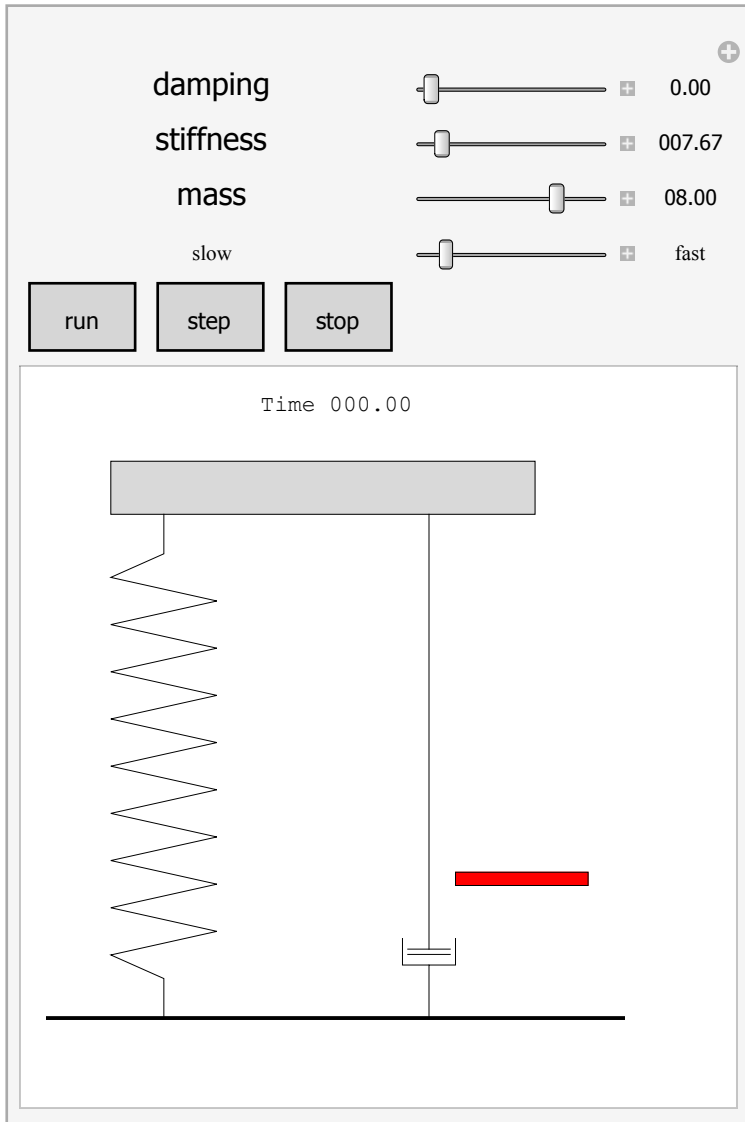 damping 0.00
stiffness 007.67
mass 08.00
slow fast
run step stop
Time 000.00